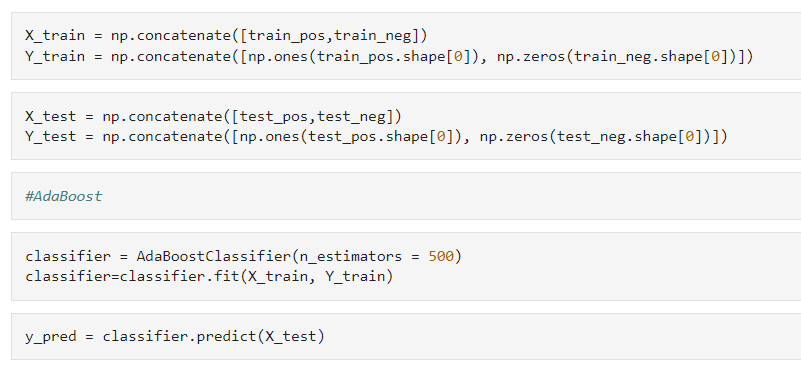 X_train = np.concatenate([train_pos,train_neg])
Y_train = np.concatenate([np.ones(train_pos.shape[0]), np.zeros(train_neg.shape[0])])
X_test = np.concatenate([test_pos,test_neg])
Y_test = np.concatenate([np.ones(test_pos.shape[0]), np.zeros(test_neg.shape[0])])
#AdaBoost
classifier = AdaBoostClassifier(n_estimators = 500)
classifier=classifier.fit(X_train, Y_train)
y_pred = classifier.predict(X_test)